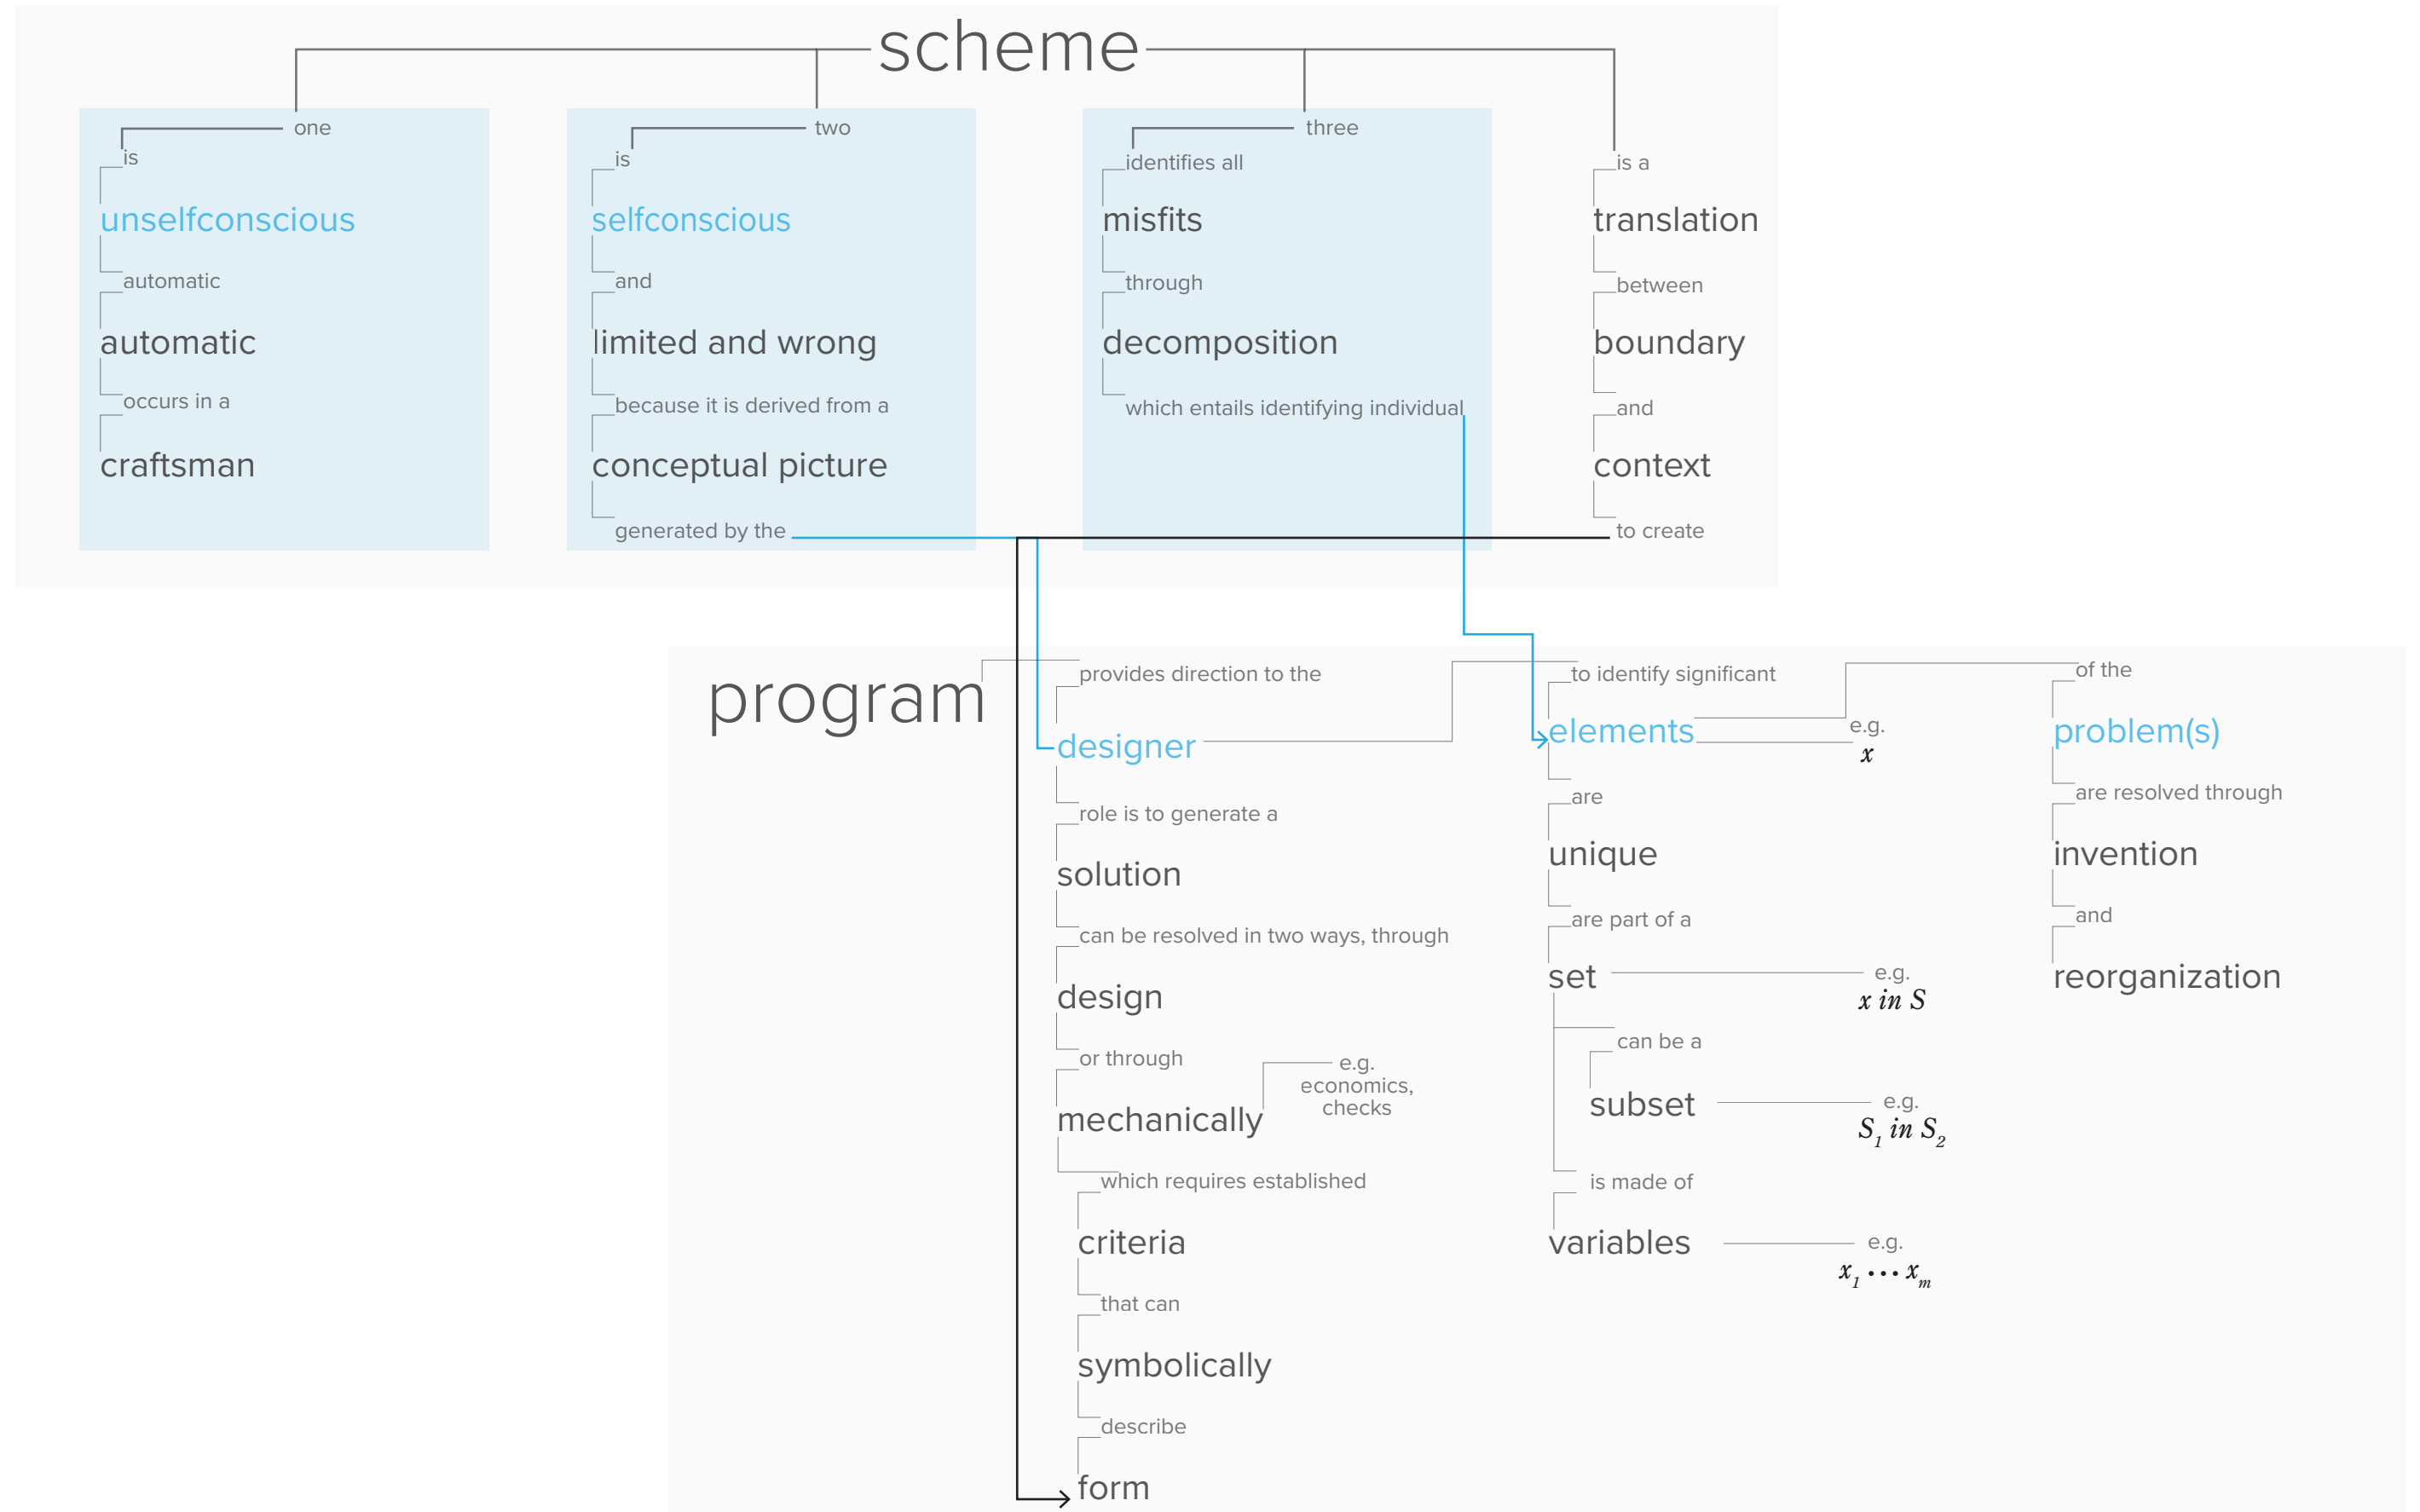 scheme
one
is
unselfconscious
automatic
automatic
occurs in a
craftsman
two
is
selfconscious
and
limited and wrong
because it is derived from a
conceptual picture
generated by the
three
identifies all
misfits
through
decomposition
which entails identifying individual
is a
translation
between
boundary
and
context
to create
program
provides direction to the
designer
role is to generate a
solution
can be resolved in two ways, through
design
or through
mechanically
e.g.
economics,
checks
which requires established
criteria
that can
symbolically
describe
form
to identify significant
elements
e.g.
x
are
unique
are part of a
set
e.g.
x in S
can be a
subset
e.g.
S₁ in S₂
is made of
variables
e.g.
x₁ ••• xₘ
of the
problem(s)
are resolved through
invention
and
reorganization